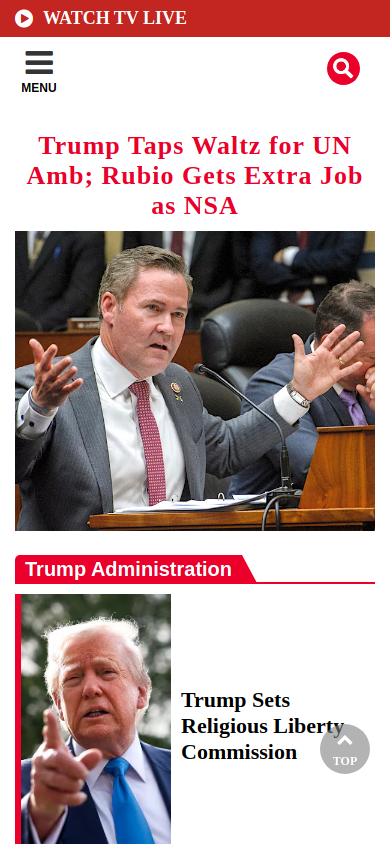 WATCH TV LIVE
MENU
Trump Taps Waltz for UN
Amb; Rubio Gets Extra Job
as NSA
Trump Administration
Trump Sets
Religious Liberty
Commission
TOP